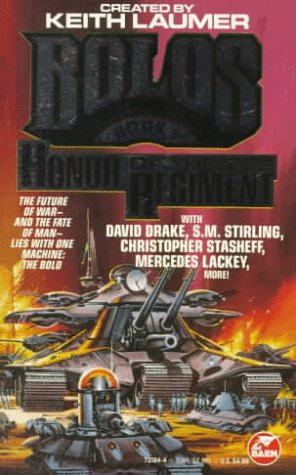 CREATED BY
KEITH LAUMER
BOLOS
BOOK 1
HONOR OF THE
REGIMENT
THE FUTURE
OF WAR—
AND THE FATE
OF MAN—
LIES WITH ONE
MACHINE:
THE BOLO
WITH
DAVID DRAKE, S.M. STIRLING,
CHRISTOPHER STASHEFF,
MERCEDES LACKEY,
MORE!
BAEN